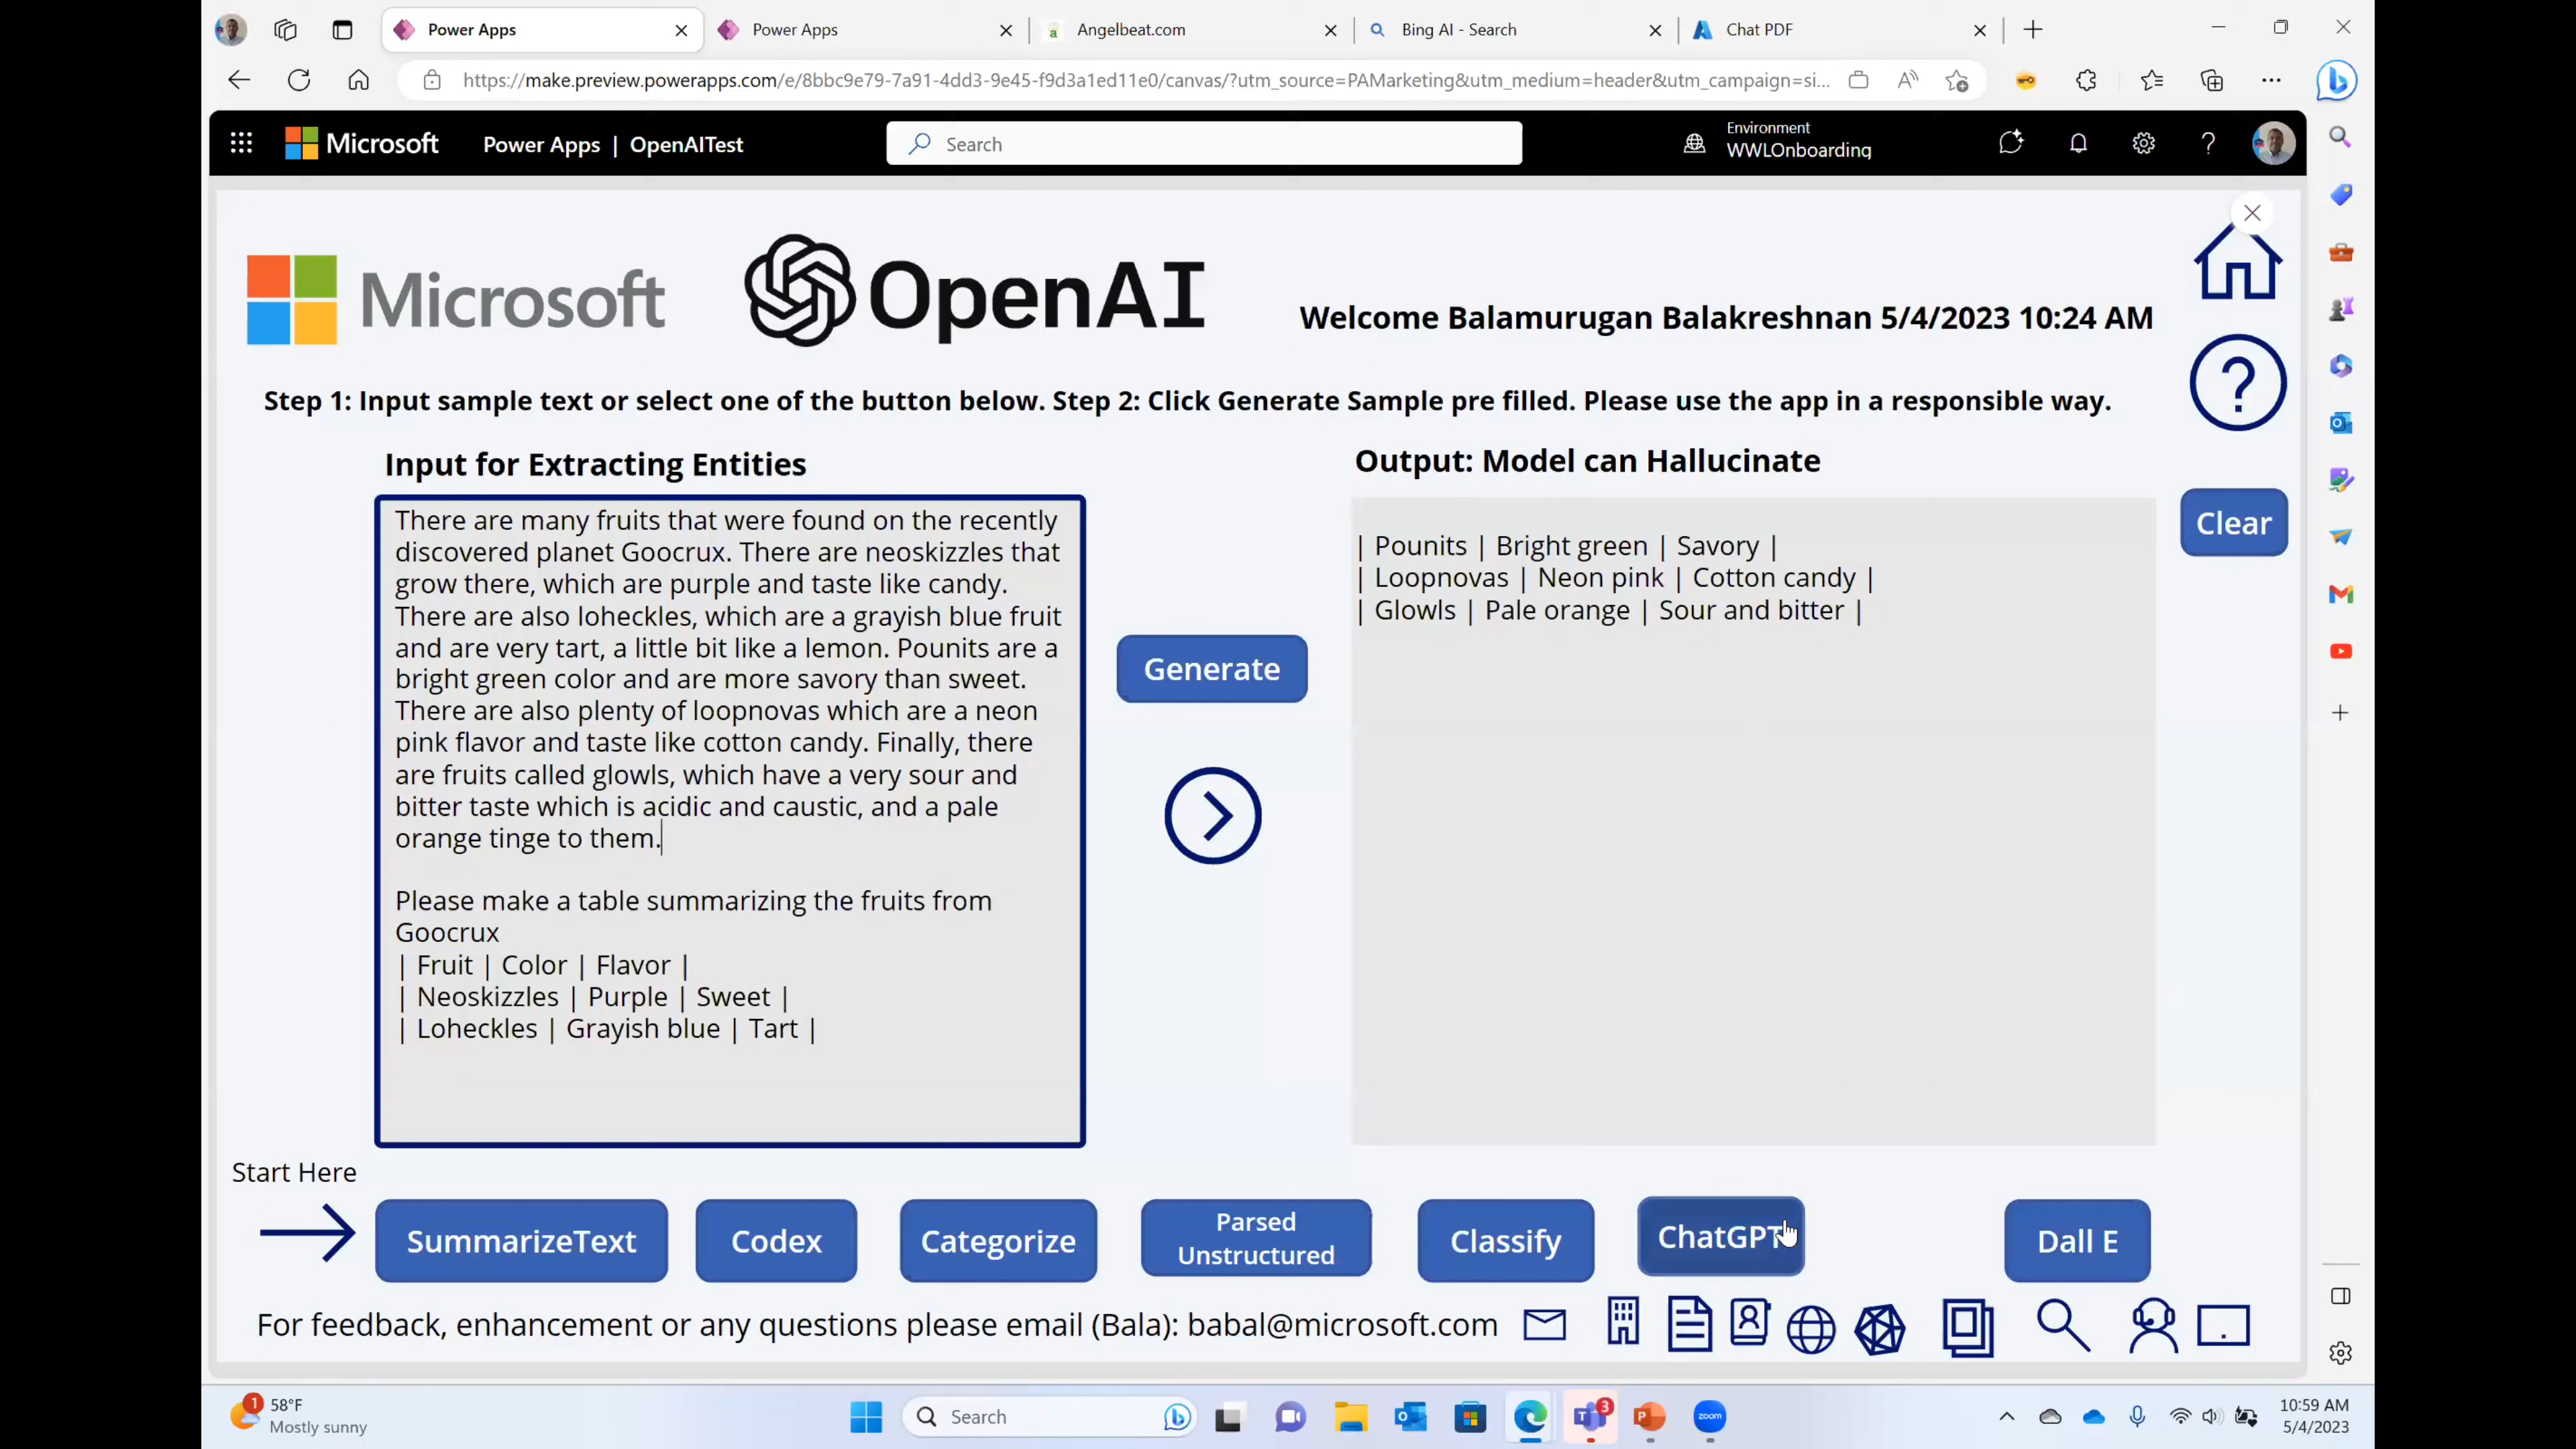 Power Apps
Power Apps
Angelbeat.com
Bing AI - Search
Chat PDF
https://make.preview.powerapps.com/e/8bbc9e79-7a91-4dd3-9e45-f9d3a1ed11e0/canvas/?utm_source=PAMarketing&utm_medium=header&utm_campaign=si...
Microsoft
Power Apps | OpenAITest
Search
Environment
WWLOnboarding
Microsoft
OpenAI
Welcome Balamurugan Balakreshnan 5/4/2023 10:24 AM
Step 1: Input sample text or select one of the button below. Step 2: Click Generate Sample pre filled. Please use the app in a responsible way.
Input for Extracting Entities
There are many fruits that were found on the recently
discovered planet Goocrux. There are neoskizzles that
grow there, which are purple and taste like candy.
There are also loheckles, which are a grayish blue fruit
and are very tart, a little bit like a lemon. Pounits are a
bright green color and are more savory than sweet.
There are also plenty of loopnovas which are a neon
pink flavor and taste like cotton candy. Finally, there
are fruits called glowls, which have a very sour and
bitter taste which is acidic and caustic, and a pale
orange tinge to them.
Please make a table summarizing the fruits from
Goocrux
| Fruit | Color | Flavor |
| Neoskizzles | Purple | Sweet |
| Loheckles | Grayish blue | Tart |
Generate
Output: Model can Hallucinate
| Pounits | Bright green | Savory |
| Loopnovas | Neon pink | Cotton candy |
| Glowls | Pale orange | Sour and bitter |
Clear
Start Here
SummarizeText
Codex
Categorize
Parsed
Unstructured
Classify
ChatGPT
Dall E
For feedback, enhancement or any questions please email (Bala): babal@microsoft.com
1
58°F
Mostly sunny
Search
3
zoom
10:59 AM
5/4/2023